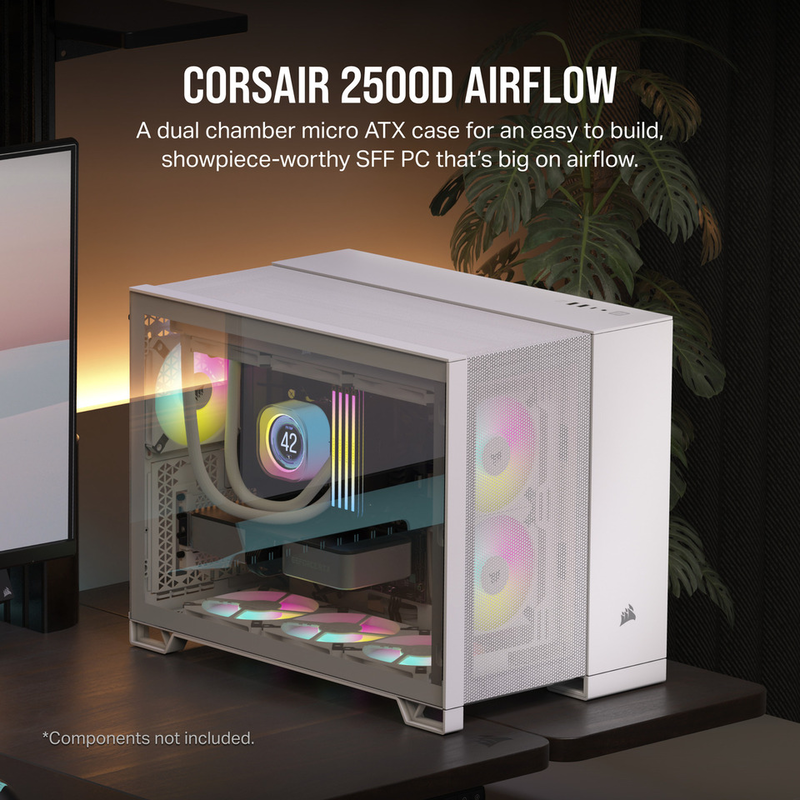 CORSAIR 2500D AIRFLOW
A dual chamber micro ATX case for an easy to build,
showpiece-worthy SFF PC that's big on airflow.
42
*Components not included.